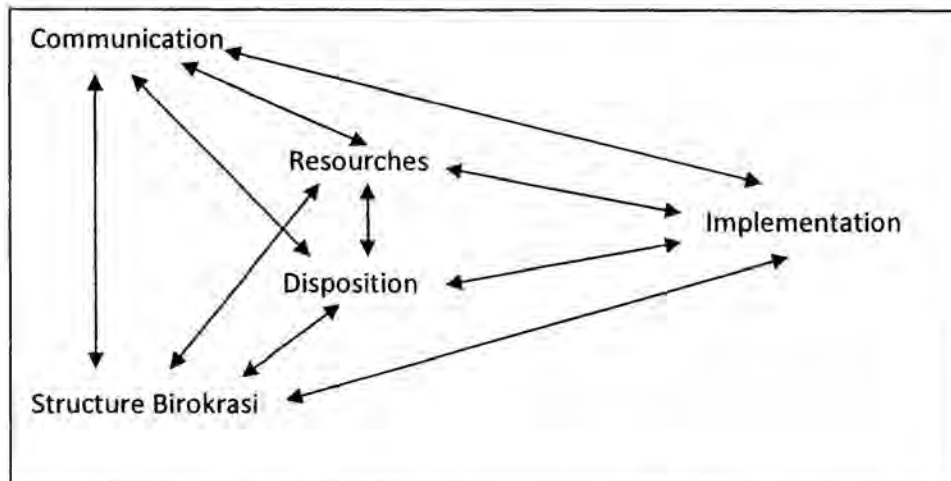 Communication
Resourches
Implementation
Disposition
Structure Birokrasi